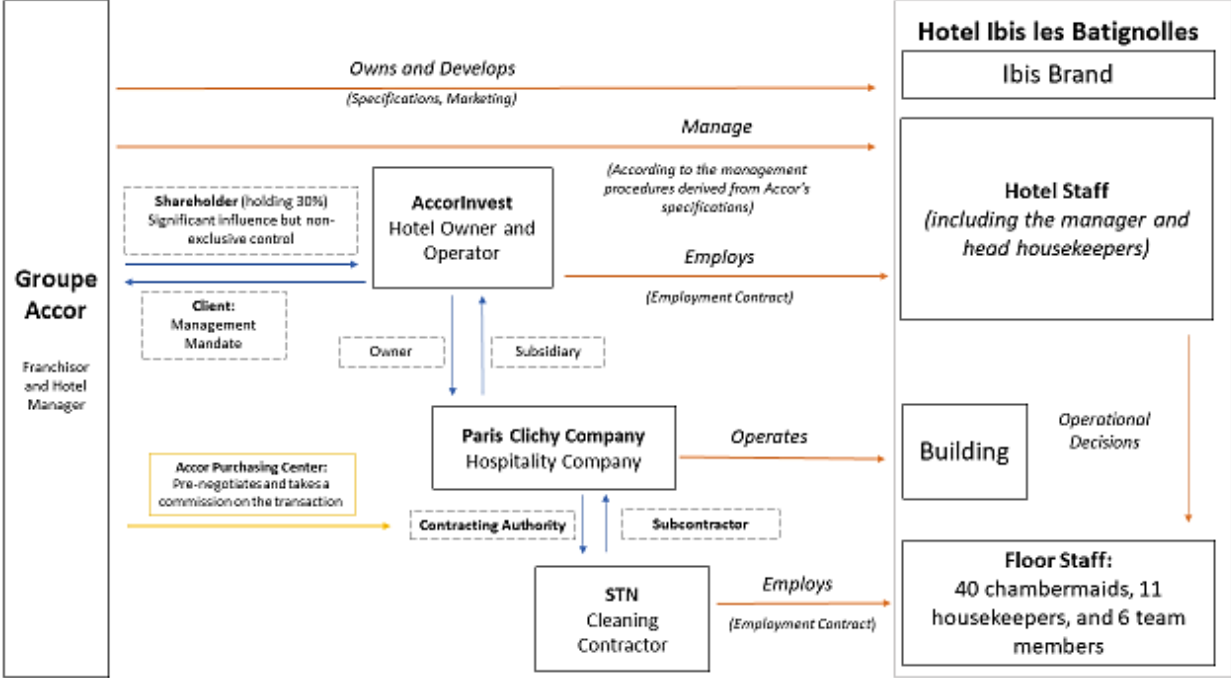 Hotel Ibis les Batignolles
Ibis Brand
Owns and Develops
(Specifications, Marketing)
Manage
(According to the management
procedures derived from Accor's
specifications)
Hotel Staff
(including the manager and
head housekeepers)
Shareholder (holding 30%)
Significant influence but non-
exclusive control
AccorInvest
Hotel Owner and
Operator
Groupe
Accor
Franchisor
and Hotel
Manager
Client:
Management
Mandate
Employs
(Employment Contract)
Owner
Subsidiary
Paris Clichy Company
Hospitality Company
Operates
Building
Operational
Decisions
Accor Purchasing Center:
Pre-negotiates and takes a
commission on the transaction
Contracting Authority
Subcontractor
STN
Cleaning
Contractor
Employs
(Employment Contract)
Floor Staff:
40 chambermaids, 11
housekeepers, and 6 team
members